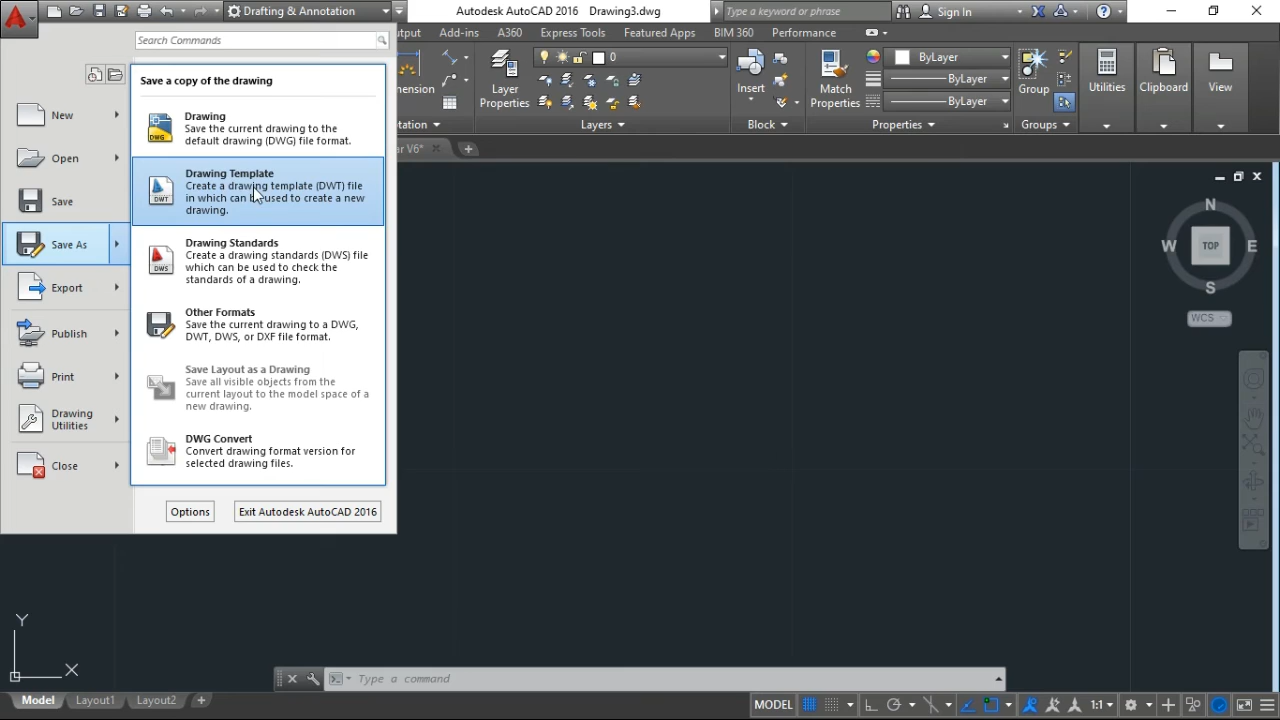 Drafting & Annotation
Autodesk AutoCAD 2016 Drawing3.dwg
Type a keyword or phrase
Sign In
Add-ins
A360
Express Tools
Featured Apps
BIM 360
Performance
Search Commands
Save a copy of the drawing
New
Open
Save
Save As
Export
Publish
Print
Drawing
Utilities
Close
Drawing
Save the current drawing to the
default drawing (DWG) file format.
Drawing Template
Create a drawing template (DWT) file
in which can be used to create a new
drawing.
Drawing Standards
Create a drawing standards (DWS) file
which can be used to check the
standards of a drawing.
Other Formats
Save the current drawing to a DWG,
DWT, DWS, or DXF file format.
Save Layout as a Drawing
Save all visible objects from the
current layout to the model space of a
new drawing.
DWG Convert
Convert drawing format version for
selected drawing files.
DWG
DWT
DWS
Options
Exit Autodesk AutoCAD 2016
Layer
Properties
0
Layers
Insert
Block
Match
Properties
ByLayer
ByLayer
ByLayer
Properties
Group
Groups
Utilities
Clipboard
View
V6*
N
W
TOP
E
S
WCS
Y
X
Type a command
Model
Layout1
Layout2
MODEL
1:1